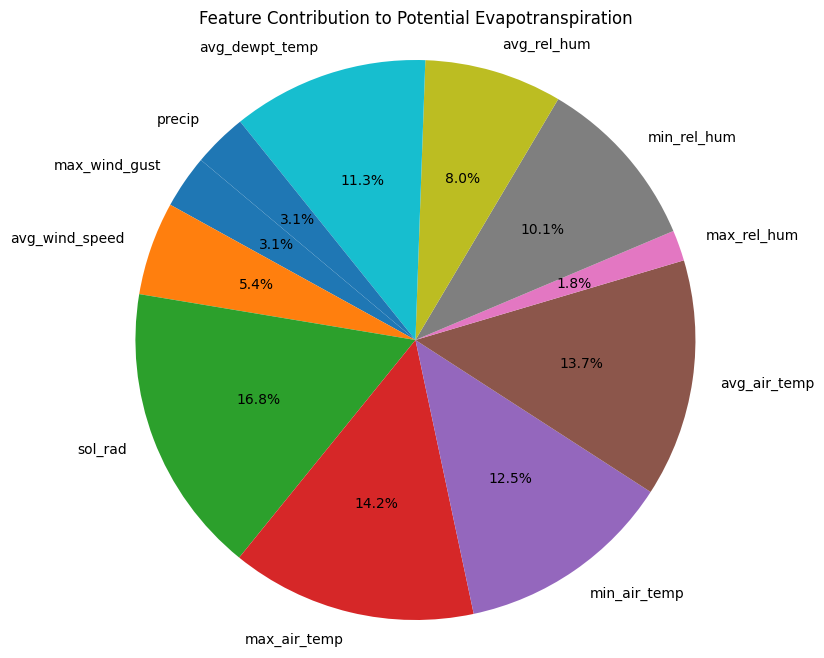 Feature Contribution to Potential Evapotranspiration
avg_dewpt_temp
avg_rel_hum
precip
min_rel_hum
max_wind_gust
11.3%
8.0%
3.1%
10.1%
max_rel_hum
avg_wind_speed
3.1%
5.4%
1.8%
13.7%
avg_air_temp
16.8%
sol_rad
12.5%
14.2%
min_air_temp
max_air_temp